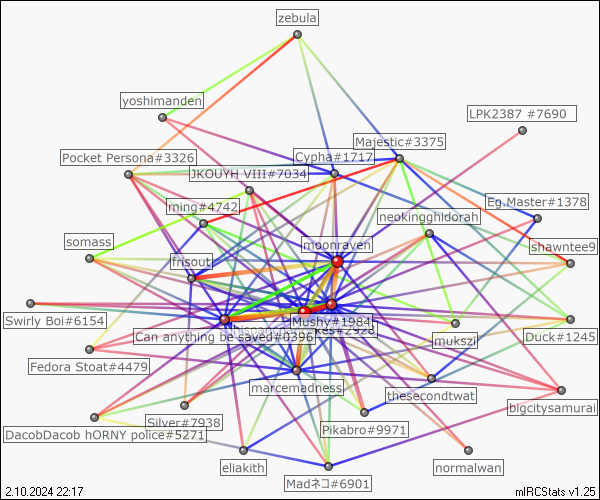 zebula
yoshimanden
LPK2387 #7690
Majestic#3375
Cypha#1717
Pocket Persona#3326
JKOUYH VIII#7034
Eg.Master#1378
ming#4742
neokingghidorah
somass
moonraven
shawntee9
frisout
Swirly Boi#6154
Mushy#1984
Can anything be saved#0396
mukszi
Duck#1245
Fedora Stoat#4479
marcemadness
thesecondtwat
bigcitysamurai
Silver#7938
Pikabro#9971
DacobDacob hORNY police#5271
eliakith
normalwan
Madネコ#6901
2.10.2024 22:17
mIRCStats v1.25